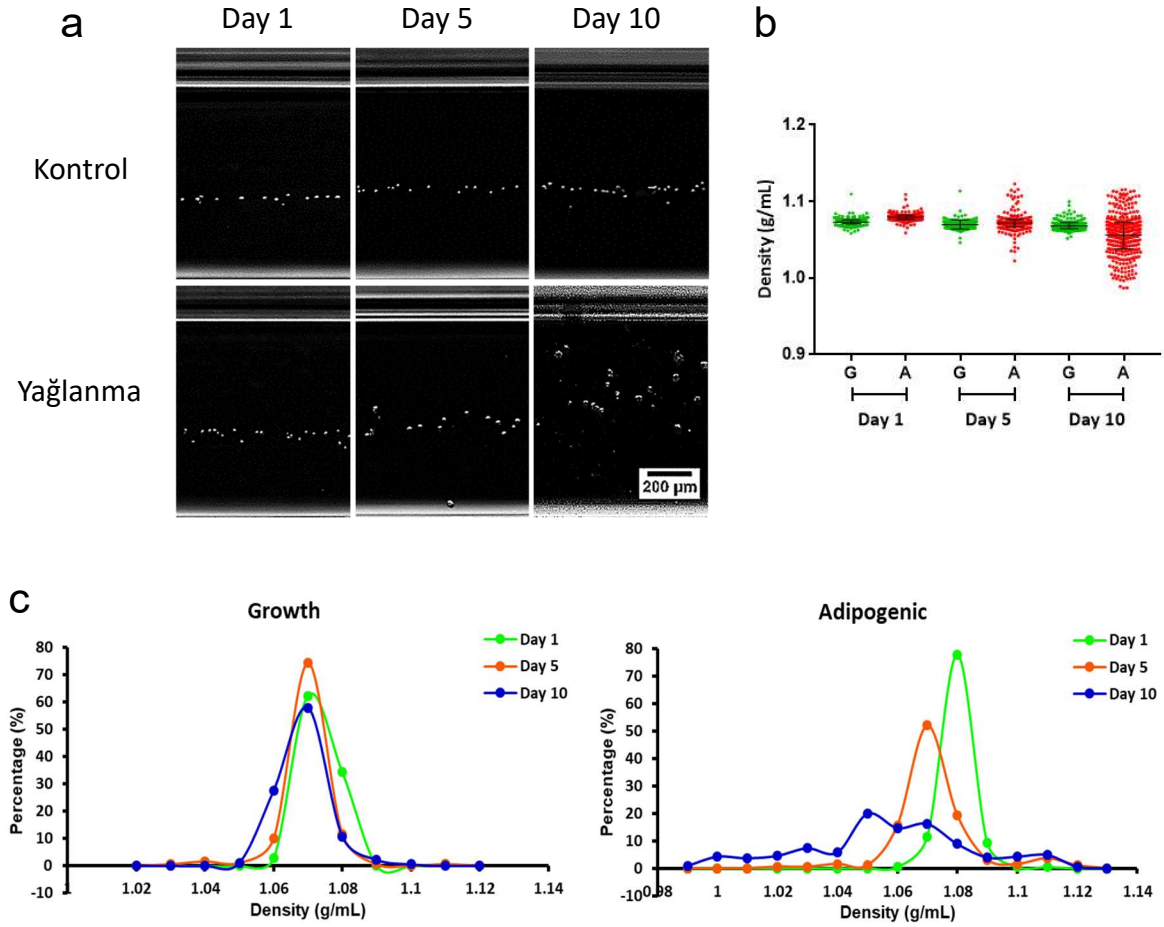 a
Day 1
Day 5
Day 10
Kontrol
Yağlanma
200 µm
b
1.2
1.1
1.0
0.9
Density (g/mL)
G
A
G
A
G
A
Day 1
Day 5
Day 10
c
Growth
Day 1
Day 5
Day 10
80
70
60
50
40
30
20
10
0
-10
Percentage (%)
1
1.02
1.04
1.06
1.08
1.1
1.12
1.14
Density (g/mL)
Adipogenic
Day 1
Day 5
Day 10
80
70
60
50
40
30
20
10
0
-10
Percentage (%)
98
1
1.02
1.04
1.06
1.08
1.1
1.12
1.14
Density (g/mL)